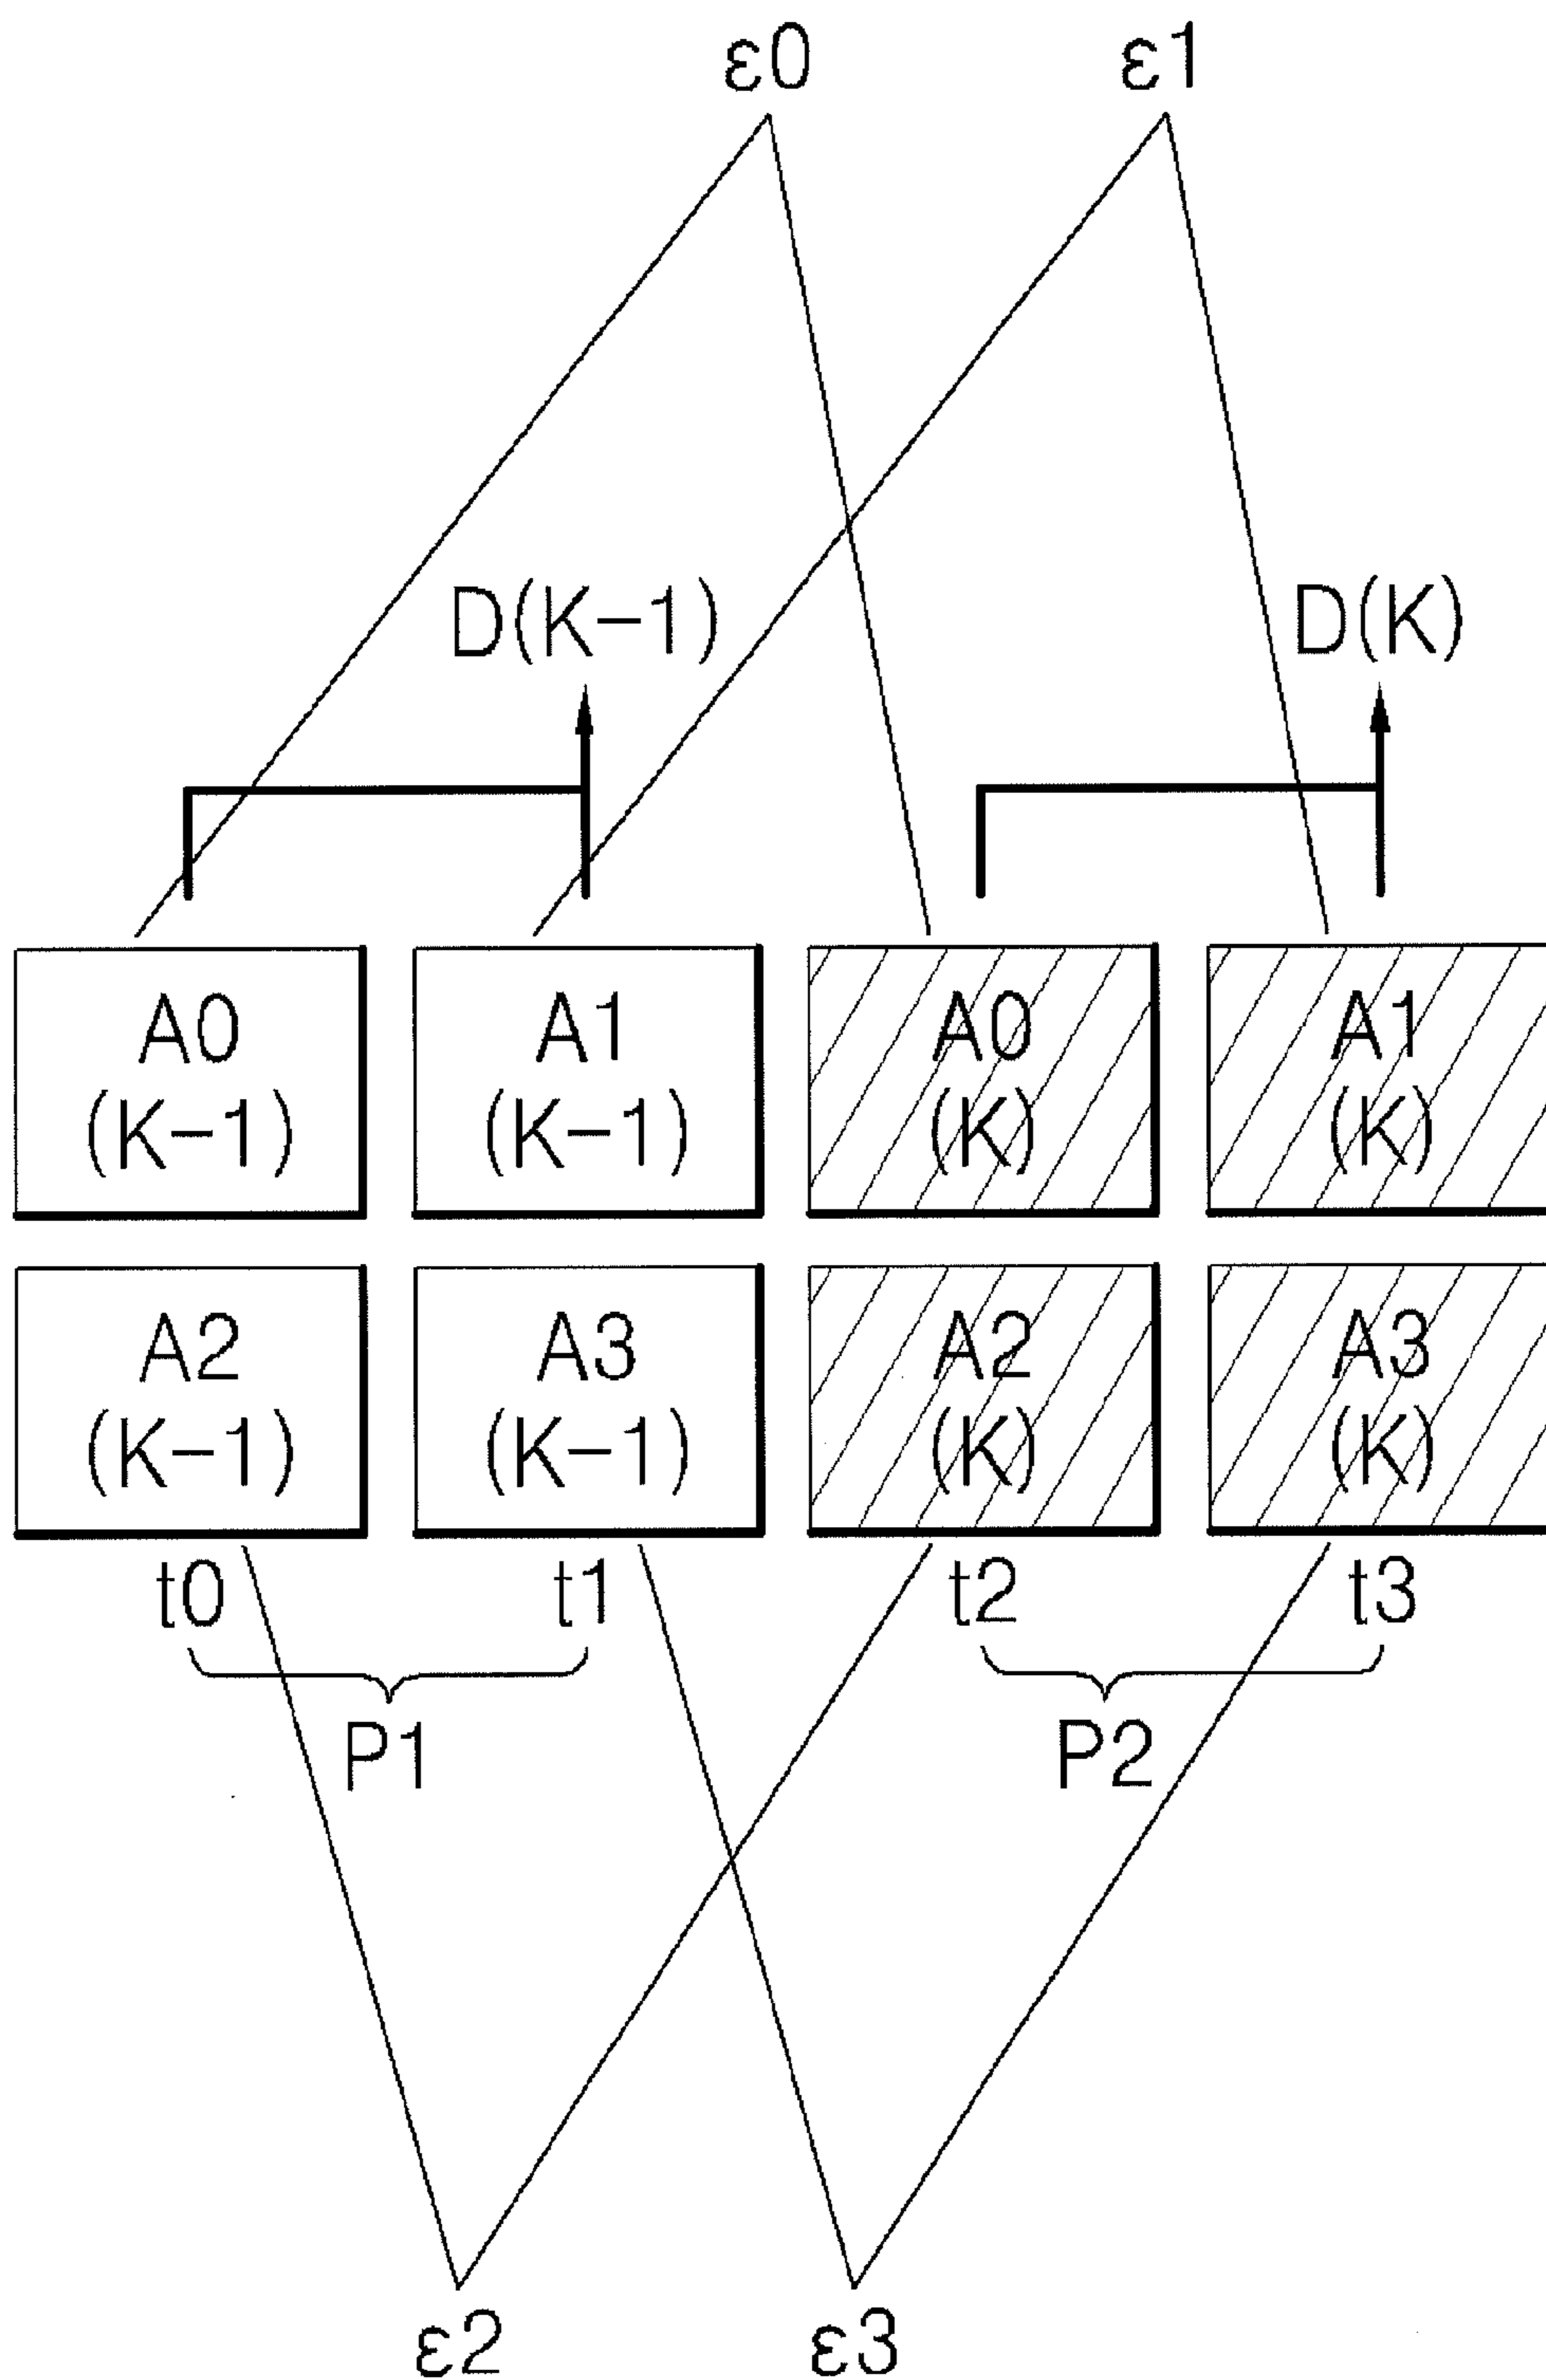 ε0 ε1
D(K-1) D(K)
A0 A1 A0 A1
(K-1) (K-1) (K) (K)
A2 A3 A2 A3
(K-1) (K-1) (K) (K)
t0 t1 t2 t3
P1 P2
ε2 ε3